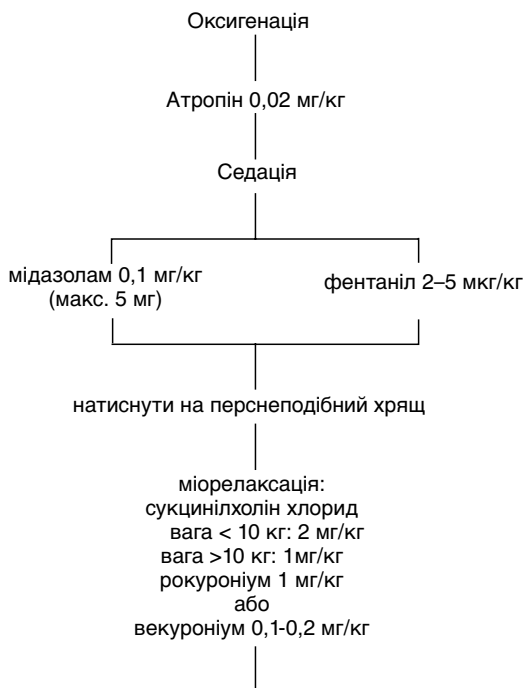 Оксигенація
Атропін 0,02 мг/кг
Седація
мідазолам 0,1 мг/кг
(макс. 5 мг)
фентаніл 2–5 мкг/кг
натиснути на перснеподібний хрящ
міорелаксація:
сукцинілхолін хлорид
вага < 10 кг: 2 мг/кг
вага >10 кг: 1мг/кг
рокуроніум 1 мг/кг
або
векуроніум 0,1-0,2 мг/кг